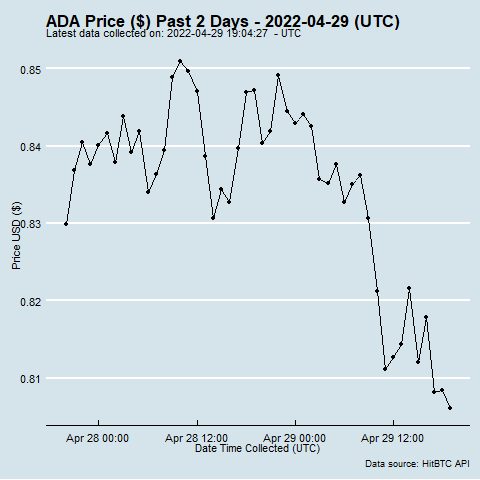 ADA Price ($) Past 2 Days - 2022-04-29 (UTC)
Latest data collected on: 2022-04-29 19:04:27  - UTC
Price USD ($)
0.85
0.84
0.83
0.82
0.81
Apr 28 00:00
Apr 28 12:00
Apr 29 00:00
Apr 29 12:00
Date Time Collected (UTC)
Data source: HitBTC API